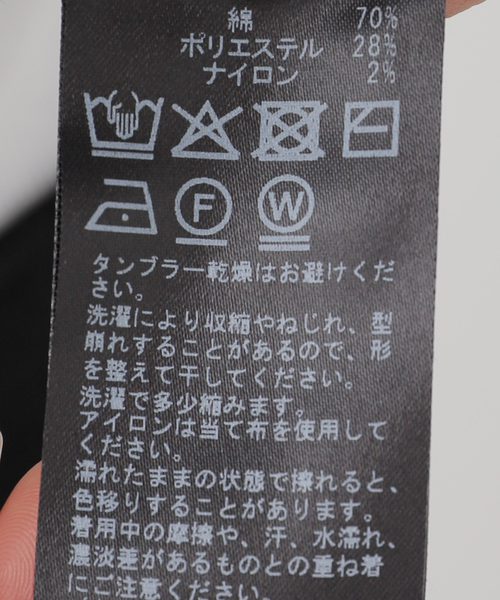 綿 70%
ポリエステル 28%
ナイロン 2%
F W
タンブラー乾燥はお避けくだ
さい。
洗濯により収縮やねじれ、型
崩れすることがあるので、形
を整えて干してください。
洗濯で多少縮みます。
アイロンは当て布を使用して
ください。
濡れたままの状態で擦れると、
色移りすることがあります。
着用中の摩擦や、汗、水濡れ、
濃淡差があるものとの重ね着
にご注意ください。